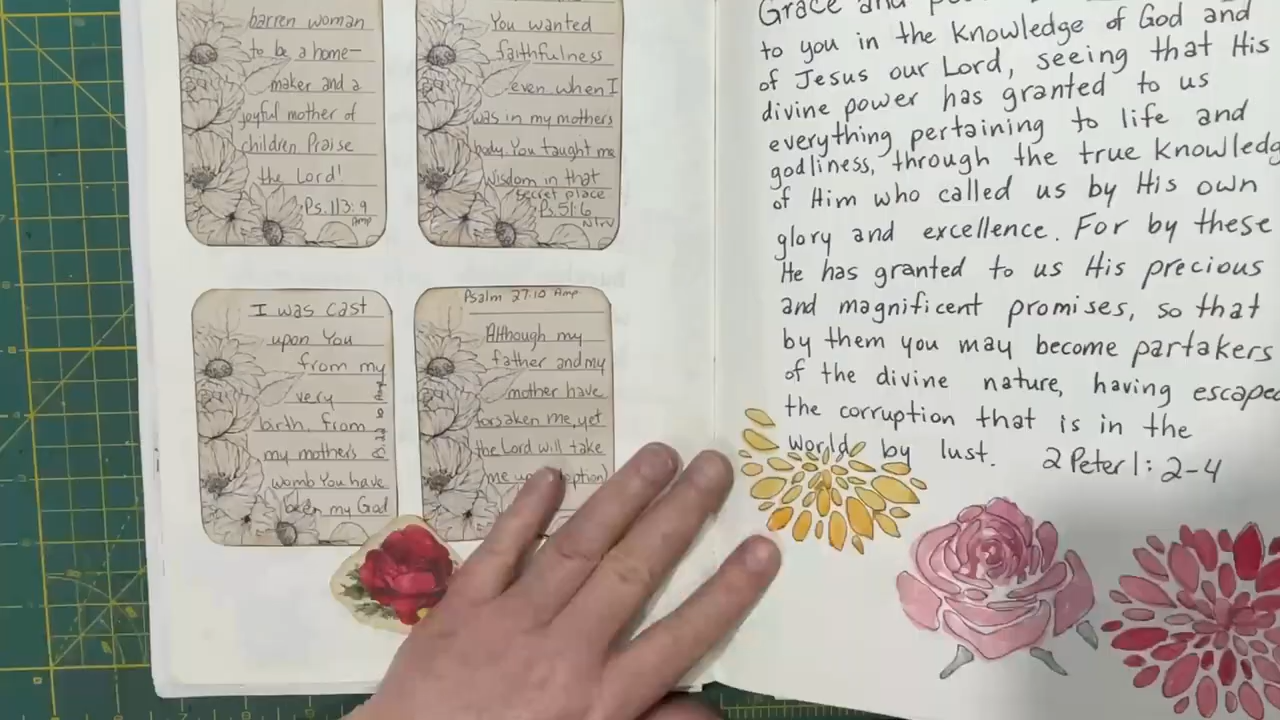 barren woman
to be a home-
maker and a
joyful mother of
children Praise
the Lord!
Ps. 113:9
Amp
You wanted
faithfulness
even when I
was in my mother's
body. You taught me
wisdom in that
secret place
Ps. 51:6
NIrV
I was cast
upon You
from my
very
birth. from
my mother's
womb You have
been my God
Psalm 27:10 Amp
Although my
father and my
mother have
forsaken me, yet
the Lord will take
me up
Grace and
to you in the knowledge of God and
of Jesus our Lord, seeing that His
divine power has granted to us
everything pertaining to life and
godliness, through the true knowledg
of Him who called us by His own
glory and excellence. For by these
He has granted to us His precious
and magnificent promises, so that
by them you may become partakers
of the divine nature, having escaped
the corruption that is in the
world by lust. 2 Peter 1:2-4